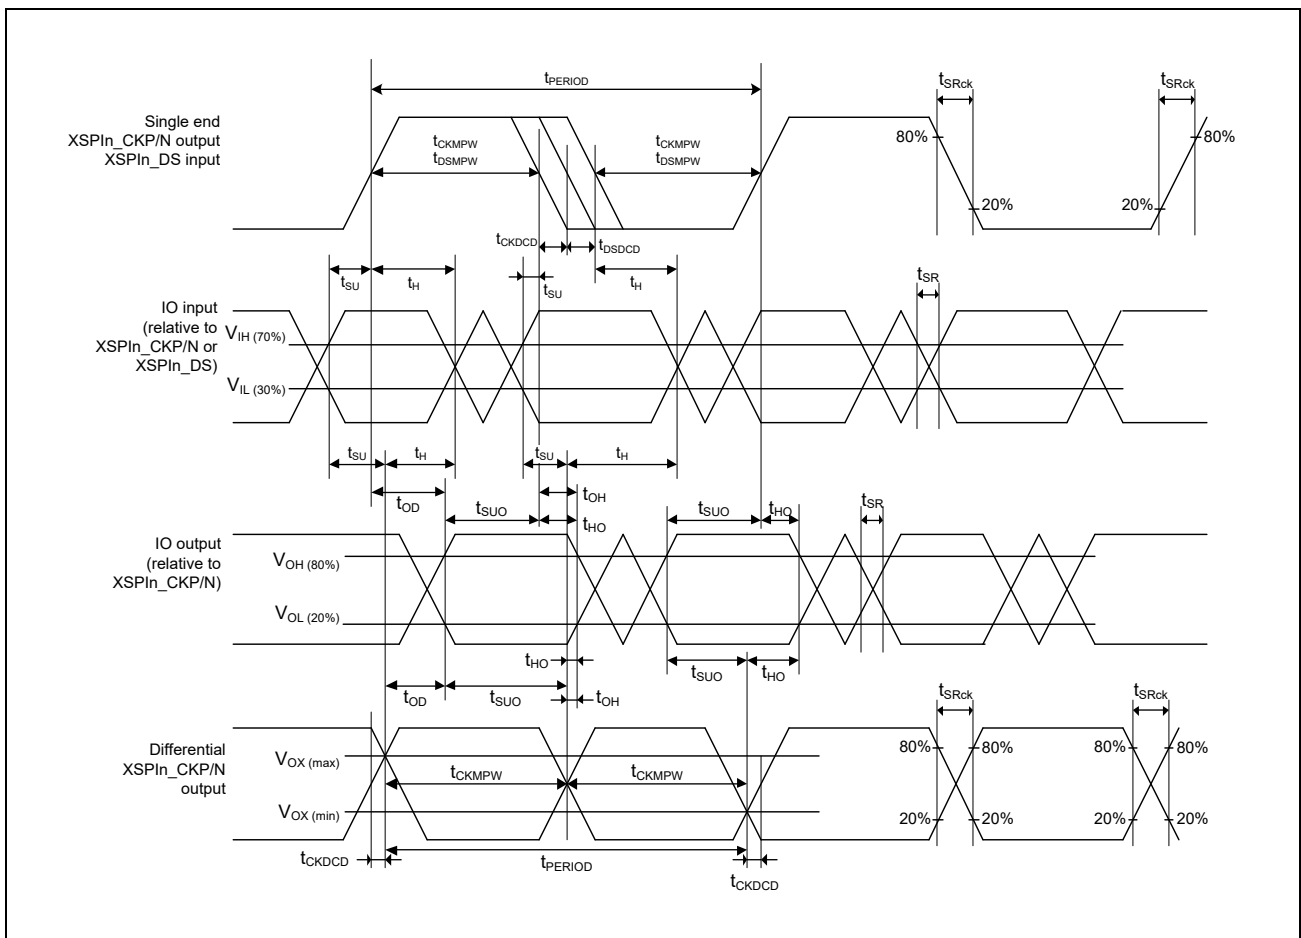 tPERIOD
tSRck
tSRck
Single end
XSPIn_CKP/N output
XSPIn_DS input
tCKMPW
tDSMPW
tCKMPW
tDSMPW
80%
80%
20%
20%
tCKDCD
tDSDCD
tSU
tH
tSU
tH
tSR
IO input
(relative to
XSPIn_CKP/N or
XSPIn_DS)
VIH (70%)
VIL (30%)
tSU
tH
tSU
tH
tOD
tSUO
tOH
tHO
tSUO
tHO
tSR
IO output
(relative to
XSPIn_CKP/N)
VOH (80%)
VOL (20%)
tHO
tSUO
tHO
tOD
tSUO
tOH
tSRck
tSRck
Differential
XSPIn_CKP/N
output
VOX (max)
VOX (min)
80%
80%
80%
80%
tCKMPW
tCKMPW
20%
20%
20%
20%
tCKDCD
tPERIOD
tCKDCD